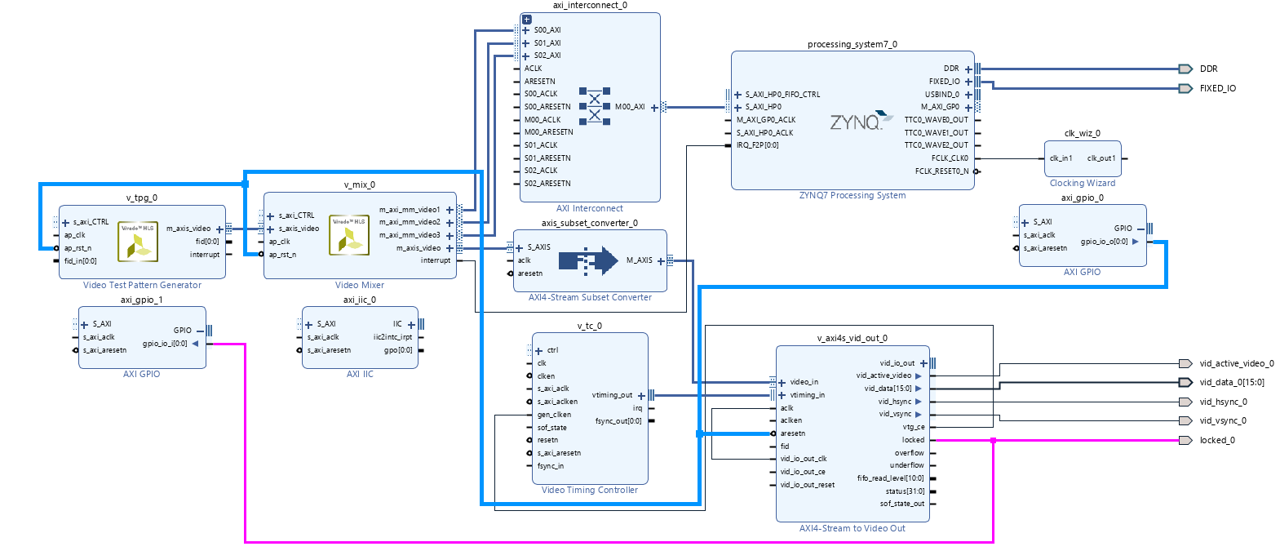 axi_interconnect_0
S00_AXI
S01_AXI
S02_AXI
ACLK
ARESETN
S00_ACLK
S00_ARESETN
M00_ACLK
M00_ARESETN
S01_ACLK
S01_ARESETN
S02_ACLK
S02_ARESETN
M00_AXI
AXI Interconnect
processing_system7_0
S_AXI_HP0_FIFO_CTRL
S_AXI_HP0
M_AXI_GP0_ACLK
S_AXI_HP0_ACLK
IRQ_F2P[0:0]
ZYNQ
DDR
FIXED_IO
USBIND_0
M_AXI_GP0
TTC0_WAVE0_OUT
TTC0_WAVE1_OUT
TTC0_WAVE2_OUT
FCLK_CLK0
FCLK_RESET0_N
ZYNQ7 Processing System
DDR
FIXED_IO
clk_wiz_0
clk_in1 clk_out1
Clocking Wizard
v_tpg_0
s_axi_CTRL
ap_clk
ap_rst_n
fid_in[0:0]
Vivado™ HLS
m_axis_video
fid[0:0]
interrupt
Video Test Pattern Generator
v_mix_0
s_axi_CTRL
s_axis_video
ap_clk
ap_rst_n
Vivado™ HLS
m_axi_mm_video1
m_axi_mm_video2
m_axi_mm_video3
m_axis_video
interrupt
Video Mixer
axis_subset_converter_0
S_AXIS
aclk
aresetn
M_AXIS
AXI4-Stream Subset Converter
axi_gpio_0
S_AXI
s_axi_aclk
s_axi_aresetn
GPIO
gpio_io_o[0:0]
AXI GPIO
axi_gpio_1
S_AXI
s_axi_aclk
s_axi_aresetn
GPIO
gpio_io_i[0:0]
AXI GPIO
axi_iic_0
S_AXI
s_axi_aclk
s_axi_aresetn
IIC
iic2intc_irpt
gpo[0:0]
AXI IIC
v_tc_0
ctrl
clk
clken
s_axi_aclk
s_axi_aclken
gen_clken
sof_state
resetn
s_axi_aresetn
fsync_in
vtiming_out
irq
fsync_out[0:0]
Video Timing Controller
v_axi4s_vid_out_0
video_in
vtiming_in
aclk
aclken
aresetn
fid
vid_io_out_clk
vid_io_out_ce
vid_io_out_reset
vid_io_out
vid_active_video
vid_data[15:0]
vid_hsync
vid_vsync
vtg_ce
locked
overflow
underflow
fifo_read_level[10:0]
status[31:0]
sof_state_out
AXI4-Stream to Video Out
vid_active_video_0
vid_data_0[15:0]
vid_hsync_0
vid_vsync_0
locked_0